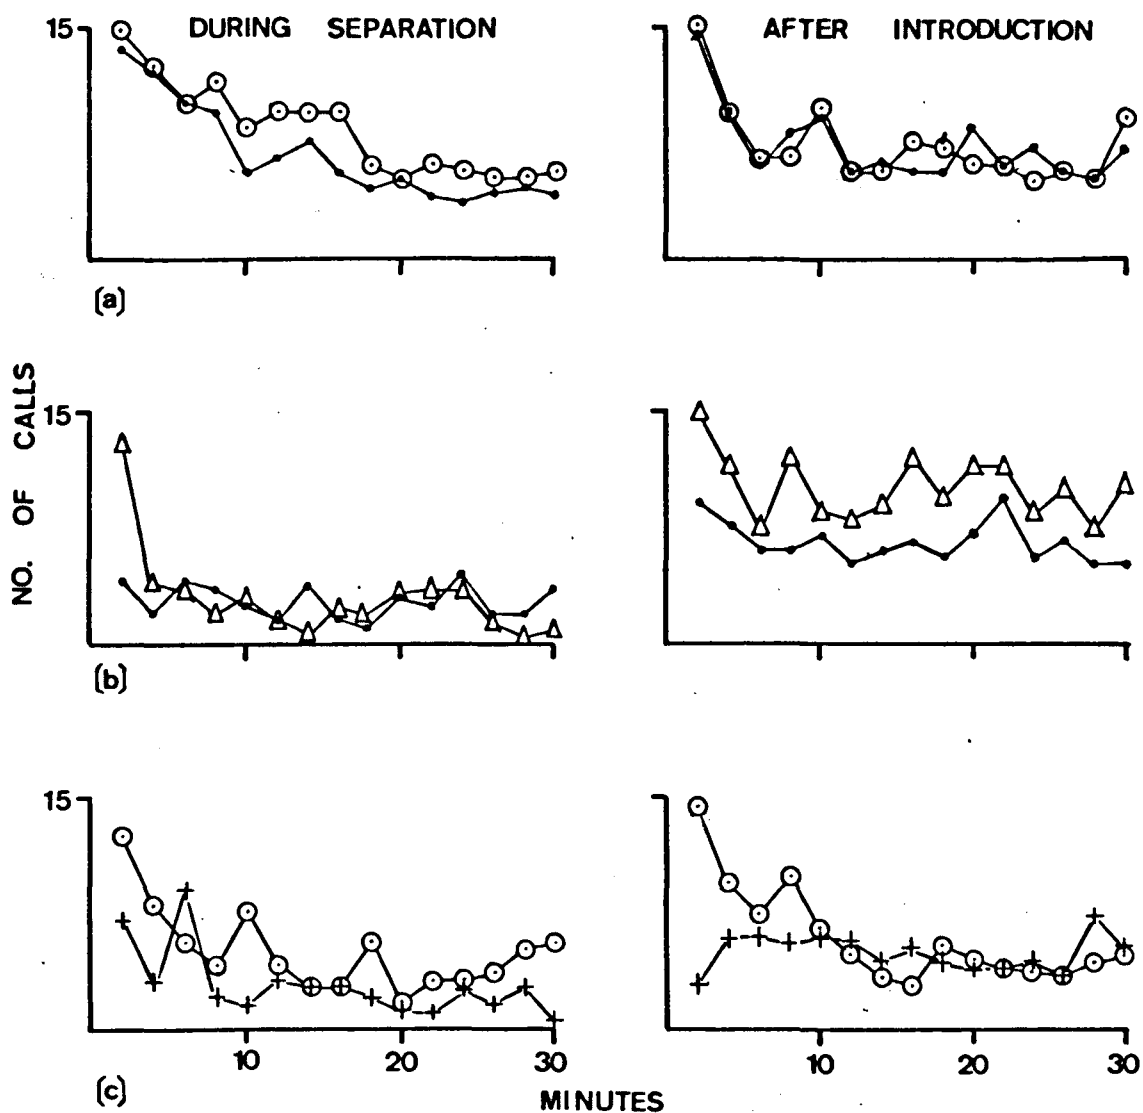 DURING SEPARATION
AFTER INTRODUCTION
15
(a)
NO. OF CALLS
15
(b)
15
10 20 30
10 20 30
(c)
MINUTES